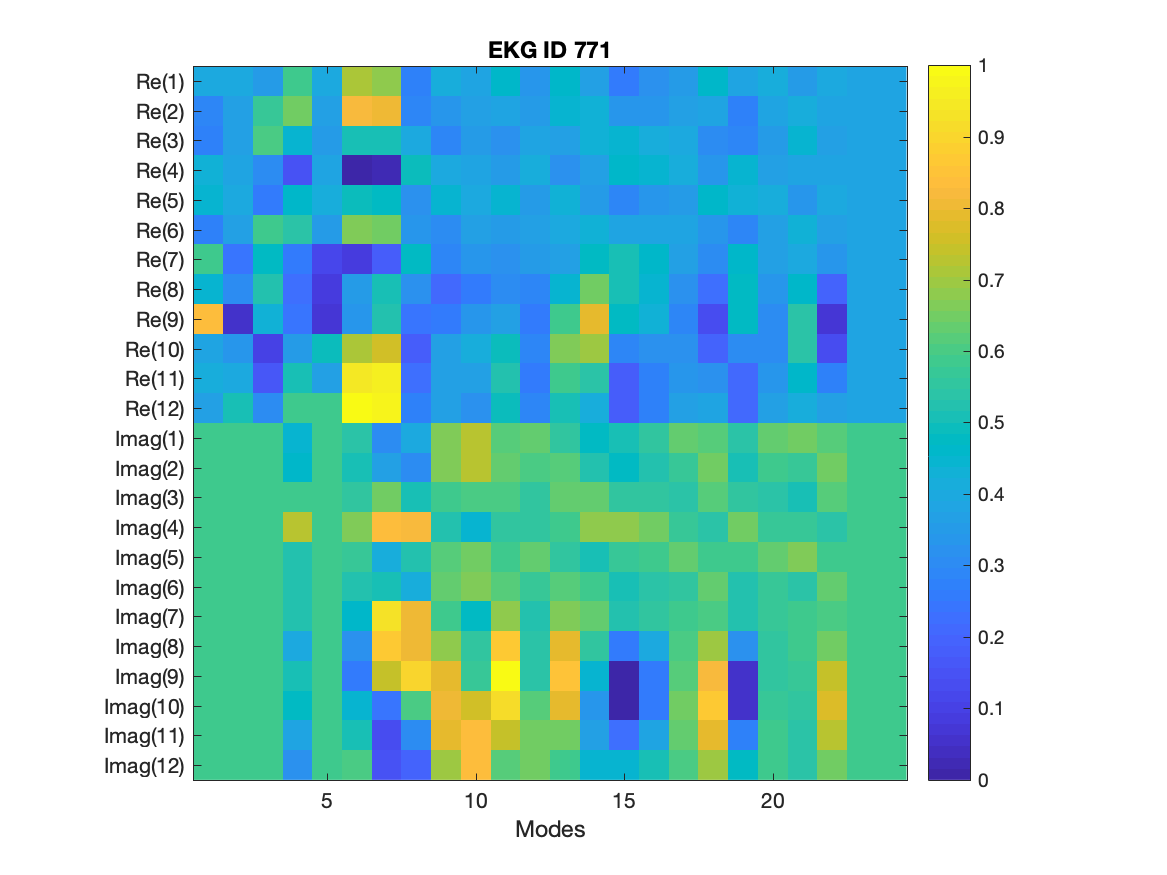 EKG ID 771
Re(1)
Re(2)
Re(3)
Re(4)
Re(5)
Re(6)
Re(7)
Re(8)
Re(9)
Re(10)
Re(11)
Re(12)
Imag(1)
Imag(2)
Imag(3)
Imag(4)
Imag(5)
Imag(6)
Imag(7)
Imag(8)
Imag(9)
Imag(10)
Imag(11)
Imag(12)
5 10 15 20
Modes
1
0.9
0.8
0.7
0.6
0.5
0.4
0.3
0.2
0.1
0